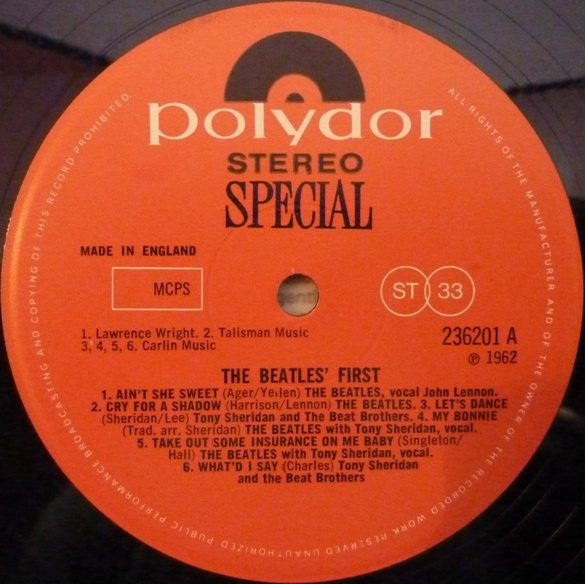 polydor
STEREO
SPECIAL
MADE IN ENGLAND
MCPS
ST 33
1. Lawrence Wright. 2. Talisman Music
3, 4, 5, 6. Carlin Music
236201 A
℗ 1962
THE BEATLES' FIRST
1. AIN'T SHE SWEET (Ager/Yellen) THE BEATLES, vocal John Lennon.
2. CRY FOR A SHADOW (Harrison/Lennon) THE BEATLES. 3. LET'S DANCE
(Sheridan/Lee) Tony Sheridan and The Beat Brothers. 4. MY BONNIE
(Trad. arr. Sheridan) THE BEATLES with Tony Sheridan, vocal.
5. TAKE OUT SOME INSURANCE ON ME BABY (Singleton/
Hall) THE BEATLES with Tony Sheridan, vocal.
6. WHAT'D I SAY (Charles) Tony Sheridan
and the Beat Brothers
ALL RIGHTS OF THE MANUFACTURER AND OF THE OWNER OF THE RECORDED WORK RESERVED UNAUTHORIZED PUBLIC PERFORMANCE BROADCASTING AND COPYING OF THIS RECORD PROHIBITED.